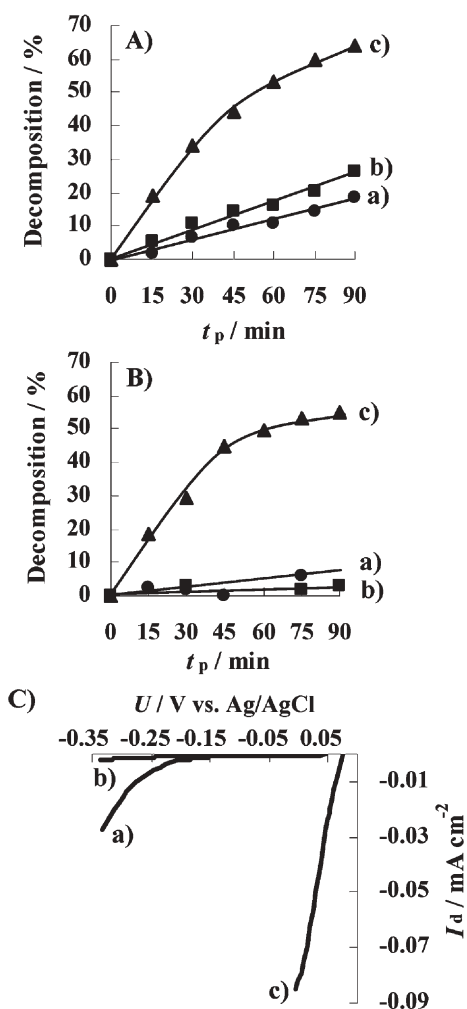 A)
Decomposition / %
70
60
50
40
30
20
10
0
c)
b)
a)
0 15 30 45 60 75 90
t p / min
B)
Decomposition / %
70
60
50
40
30
20
10
0
c)
a)
b)
0 15 30 45 60 75 90
t p / min
C)
U / V vs. Ag/AgCl
-0.35 -0.25 -0.15 -0.05 0.05
b)
a)
c)
-0.01
-0.03
-0.05
-0.07
-0.09
I d / mA cm-2